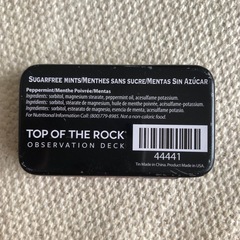 SUGARFREE MINTS/MENTHES SANS SUCRE/MENTAS SIN AZÚCAR
Peppermint/Menthe Poivrée/Mentas
Ingredients: sorbitol, magnesium stearate, peppermint oil, acesulfame potassium.
Ingrédients: sorbitol, stéarate de magnésium, huile de menthe poivrée, acésulfame-potassium.
Ingredientes: sorbitol, estearato de magnesio, esencia de menta, acesulfamo de potasio.
For Nutritional Information Call: (800)779-8985. Not a non-caloric food.
TOP OF THE ROCK®
OBSERVATION DECK
44441
Tin Made in China. Product Made in USA.